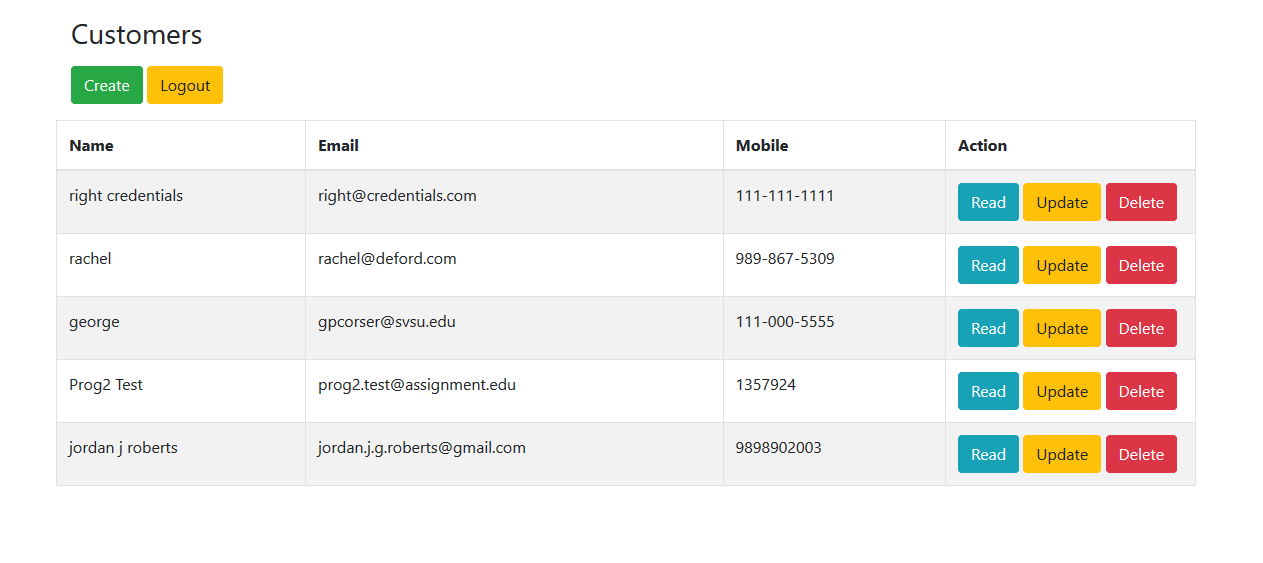 Customers
Create Logout
Name Email Mobile Action
right credentials right@credentials.com 111-111-1111 Read Update Delete
rachel rachel@deford.com 989-867-5309 Read Update Delete
george gpcorser@svsu.edu 111-000-5555 Read Update Delete
Prog2 Test prog2.test@assignment.edu 1357924 Read Update Delete
jordan j roberts jordan.j.g.roberts@gmail.com 9898902003 Read Update Delete